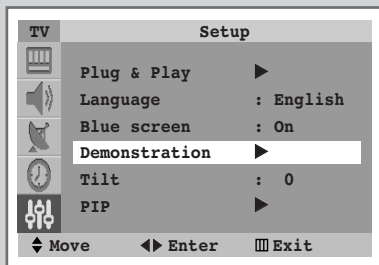 TV Setup
Plug & Play ▶
Language : English
Blue screen : On
Demonstration ▶
Tilt : 0
PIP ▶
Move Enter Exit